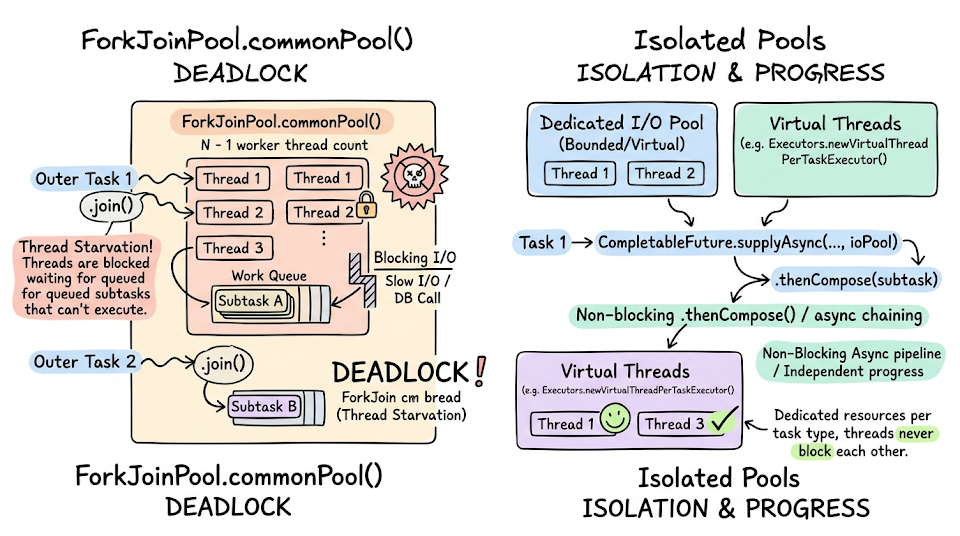 ForkJoinPool.commonPool()
DEADLOCK
ForkJoinPool.commonPool()
N - 1 worker thread count
Thread 1
Thread 1
Outer Task 1
.join()
Thread 2
Thread 2
Thread 3
Thread Starvation!
Threads are blocked
waiting for queued
for queued subtasks
that can't execute.
Work Queue
Subtask A
Blocking I/O
Slow I/O /
DB Call
Outer Task 2
.join()
Subtask B
DEADLOCK!
ForkJoin cm bread
(Thread Starvation)
ForkJoinPool.commonPool()
DEADLOCK
Isolated Pools
ISOLATION & PROGRESS
Dedicated I/O Pool
(Bounded/Virtual)
Thread 1
Thread 2
Virtual Threads
(e.g. Executors.newVirtualThread
PerTaskExecutor()
Task 1
CompletableFuture.supplyAsync(..., ioPool)
.thenCompose(subtask)
Non-blocking .thenCompose() / async chaining
Non-Blocking Async pipeline
/ Independent progress
Virtual Threads
(e.g. Executors.newVirtualThreadPerTaskExecutor()
Thread 1
Thread 3
Dedicated resources per
task type, threads never
block each other.
Isolated Pools
ISOLATION & PROGRESS